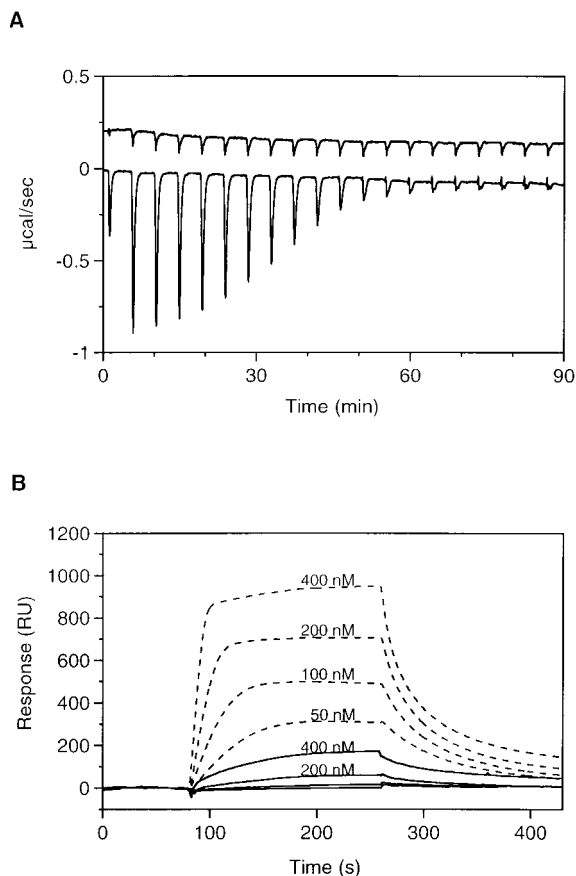 A
0.5
0
-0.5
-1
µcal/sec
0
30
60
90
Time (min)
B
1200
1000
800
600
400
200
0
Response (RU)
400 nM
200 nM
100 nM
50 nM
400 nM
200 nM
0
100
200
300
400
Time (s)